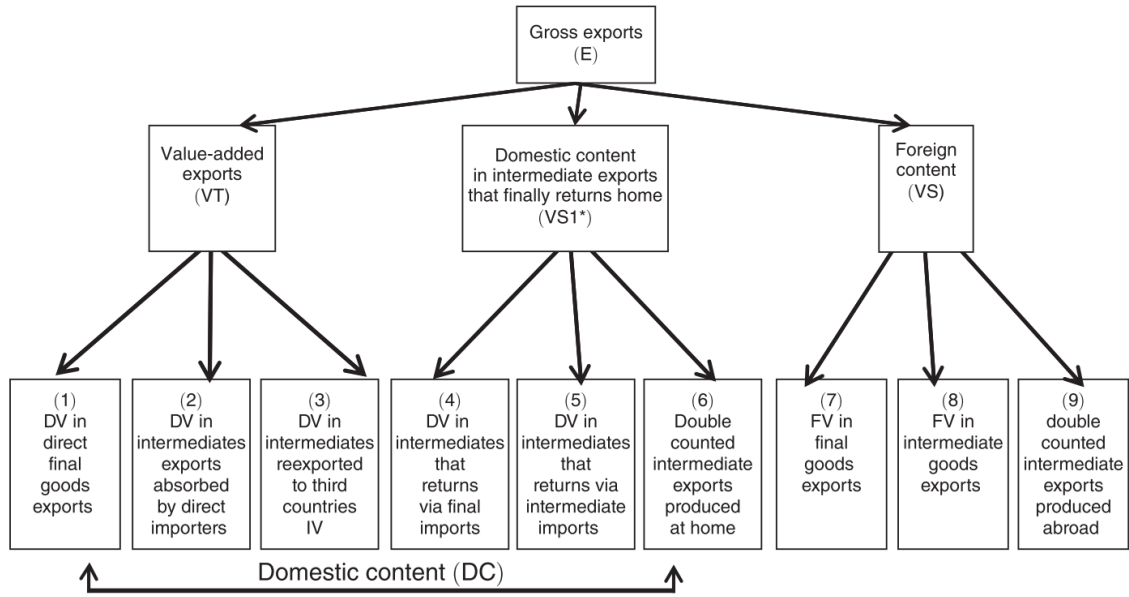 Gross exports
(E)
Value-added
exports
(VT)
Domestic content
in intermediate exports
that finally returns home
(VS1*)
Foreign
content
(VS)
(1)
DV in
direct
final
goods
exports
(2)
DV in
intermediates
exports
absorbed
by direct
importers
(3)
DV in
intermediates
reexported
to third
countries
IV
(4)
DV in
intermediates
that
returns
via final
imports
(5)
DV in
intermediates
that
returns via
intermediate
imports
(6)
Double
counted
intermediate
exports
produced
at home
(7)
FV in
final
goods
exports
(8)
FV in
intermediate
goods
exports
(9)
double
counted
intermediate
exports
produced
abroad
Domestic content (DC)